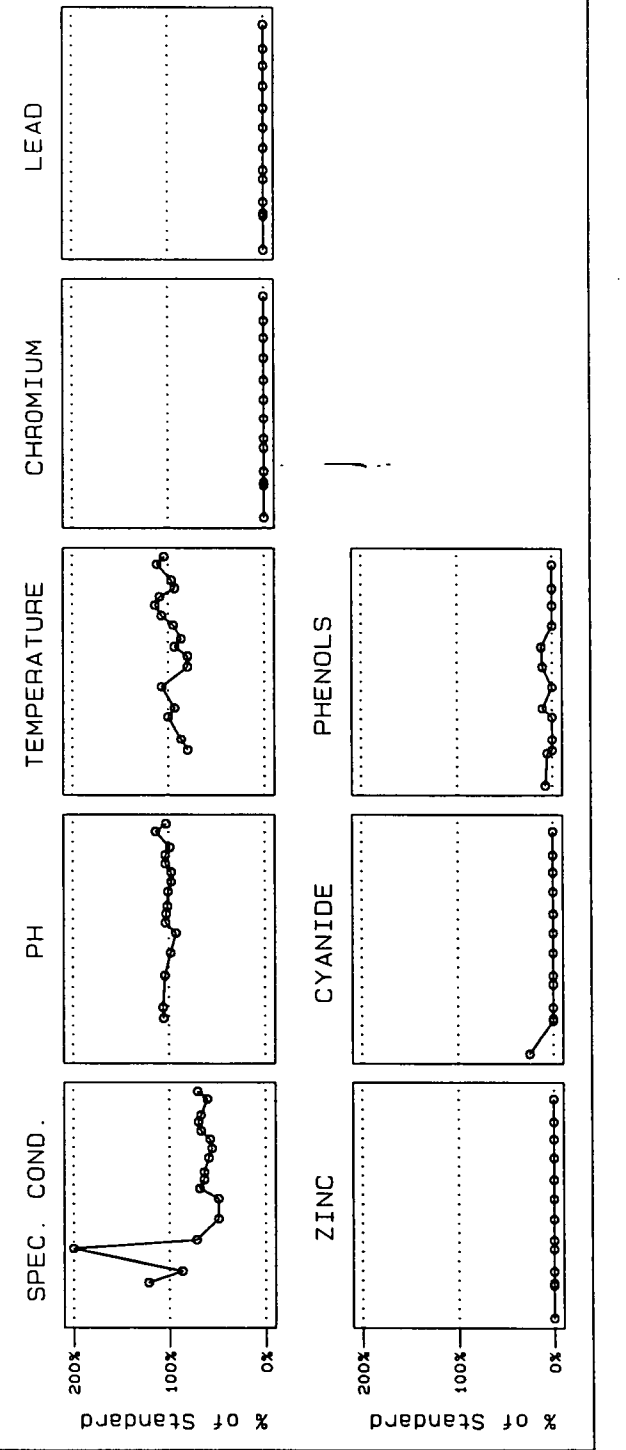 SPEC. COND.
PH
TEMPERATURE
CHROMIUM
LEAD
% of Standard
200%
100%
0%
ZINC
CYANIDE
PHENOLS
% of Standard
200%
100%
0%